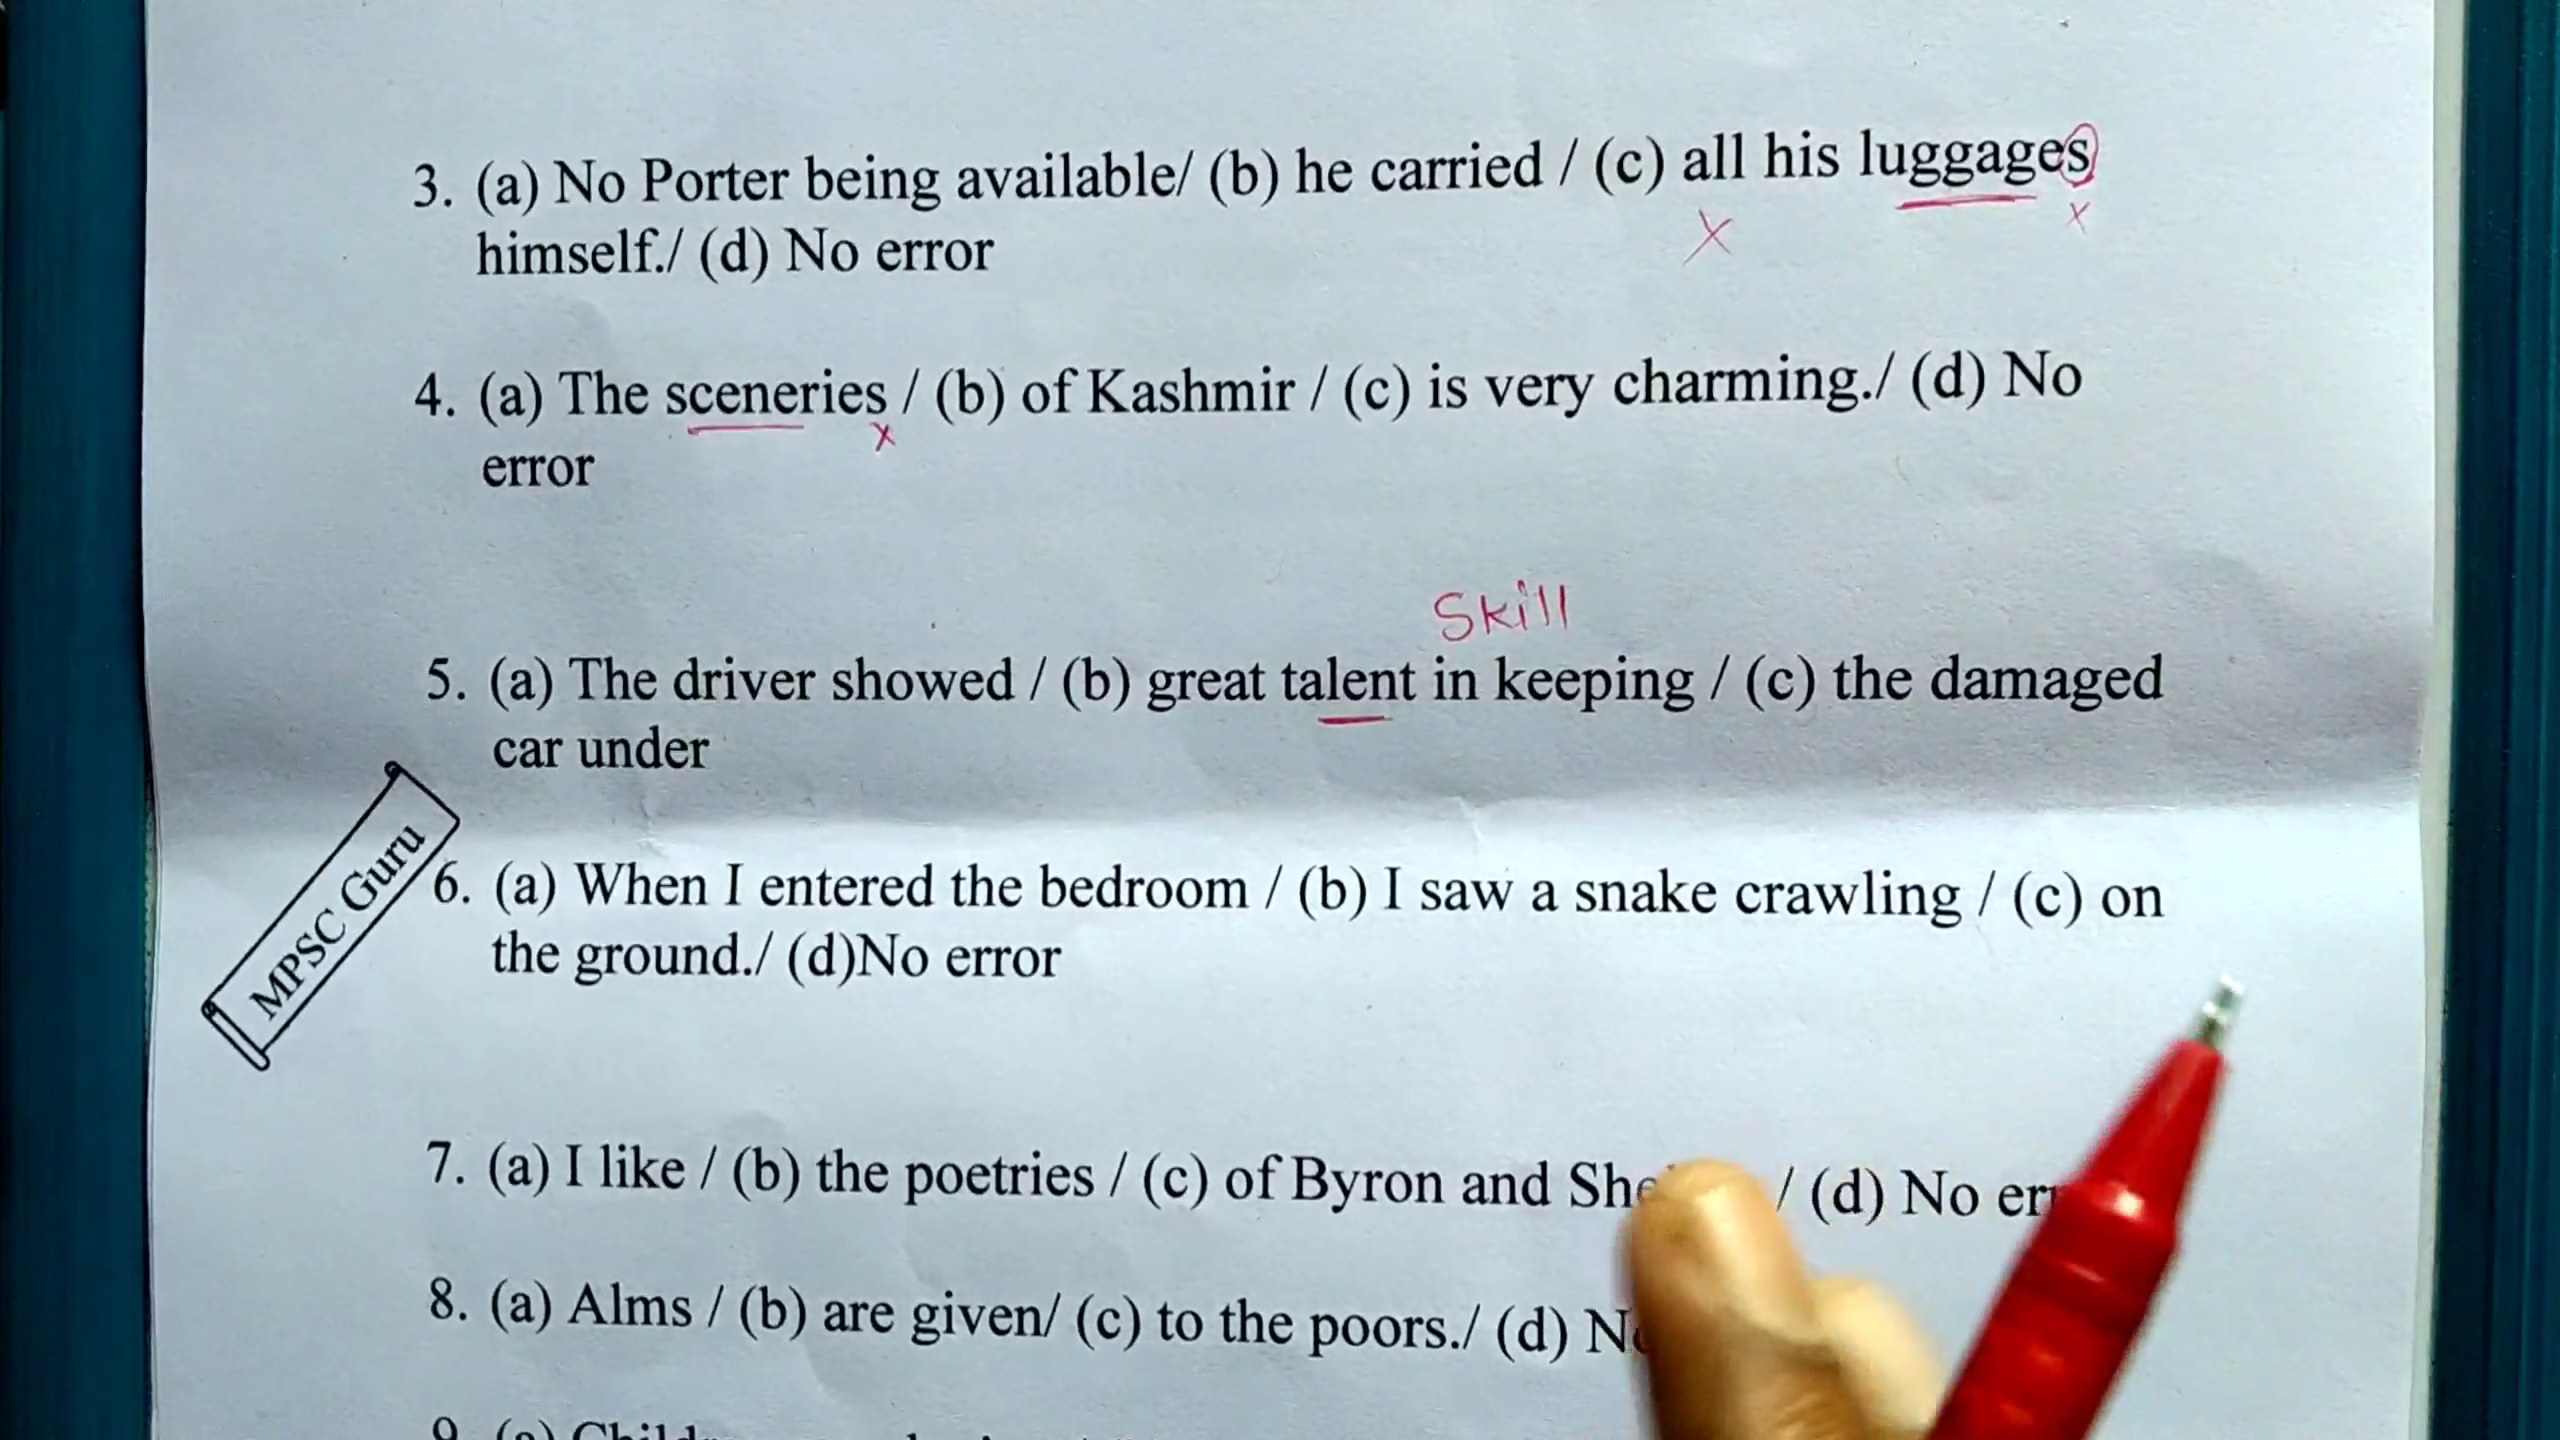 3. (a) No Porter being available/ (b) he carried / (c) all his luggages
x
x
himself./ (d) No error
4. (a) The sceneries / (b) of Kashmir / (c) is very charming./ (d) No
x
error
Skill
5. (a) The driver showed / (b) great talent in keeping / (c) the damaged
car under
MPSC Guru
6. (a) When I entered the bedroom / (b) I saw a snake crawling / (c) on
the ground./ (d)No error
7. (a) I like / (b) the poetries / (c) of Byron and / (d) No
8. (a) Alms / (b) are given/ (c) to the poors./ (d)
9. (a)